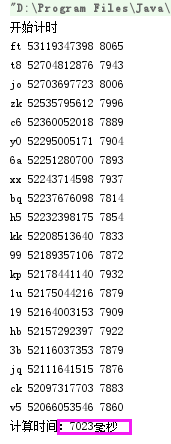 "D:\Program Files\Java\
开始计时
ft 53119347398 8065
t8 52704812876 7943
jo 52703697723 8006
zk 52535795612 7996
c6 52360052018 7889
y0 52295005171 7904
6a 52251280700 7893
xx 52243714598 7937
bq 52237676098 7814
h5 52232398175 7854
kk 52208513640 7833
99 52189357106 7872
kp 52178441140 7932
1u 52175044216 7879
19 52164003153 7909
hb 52157292397 7922
3b 52116037353 7879
jq 52111641515 7876
ck 52097317703 7883
v5 52066053546 7860
计算时间: 7023毫秒